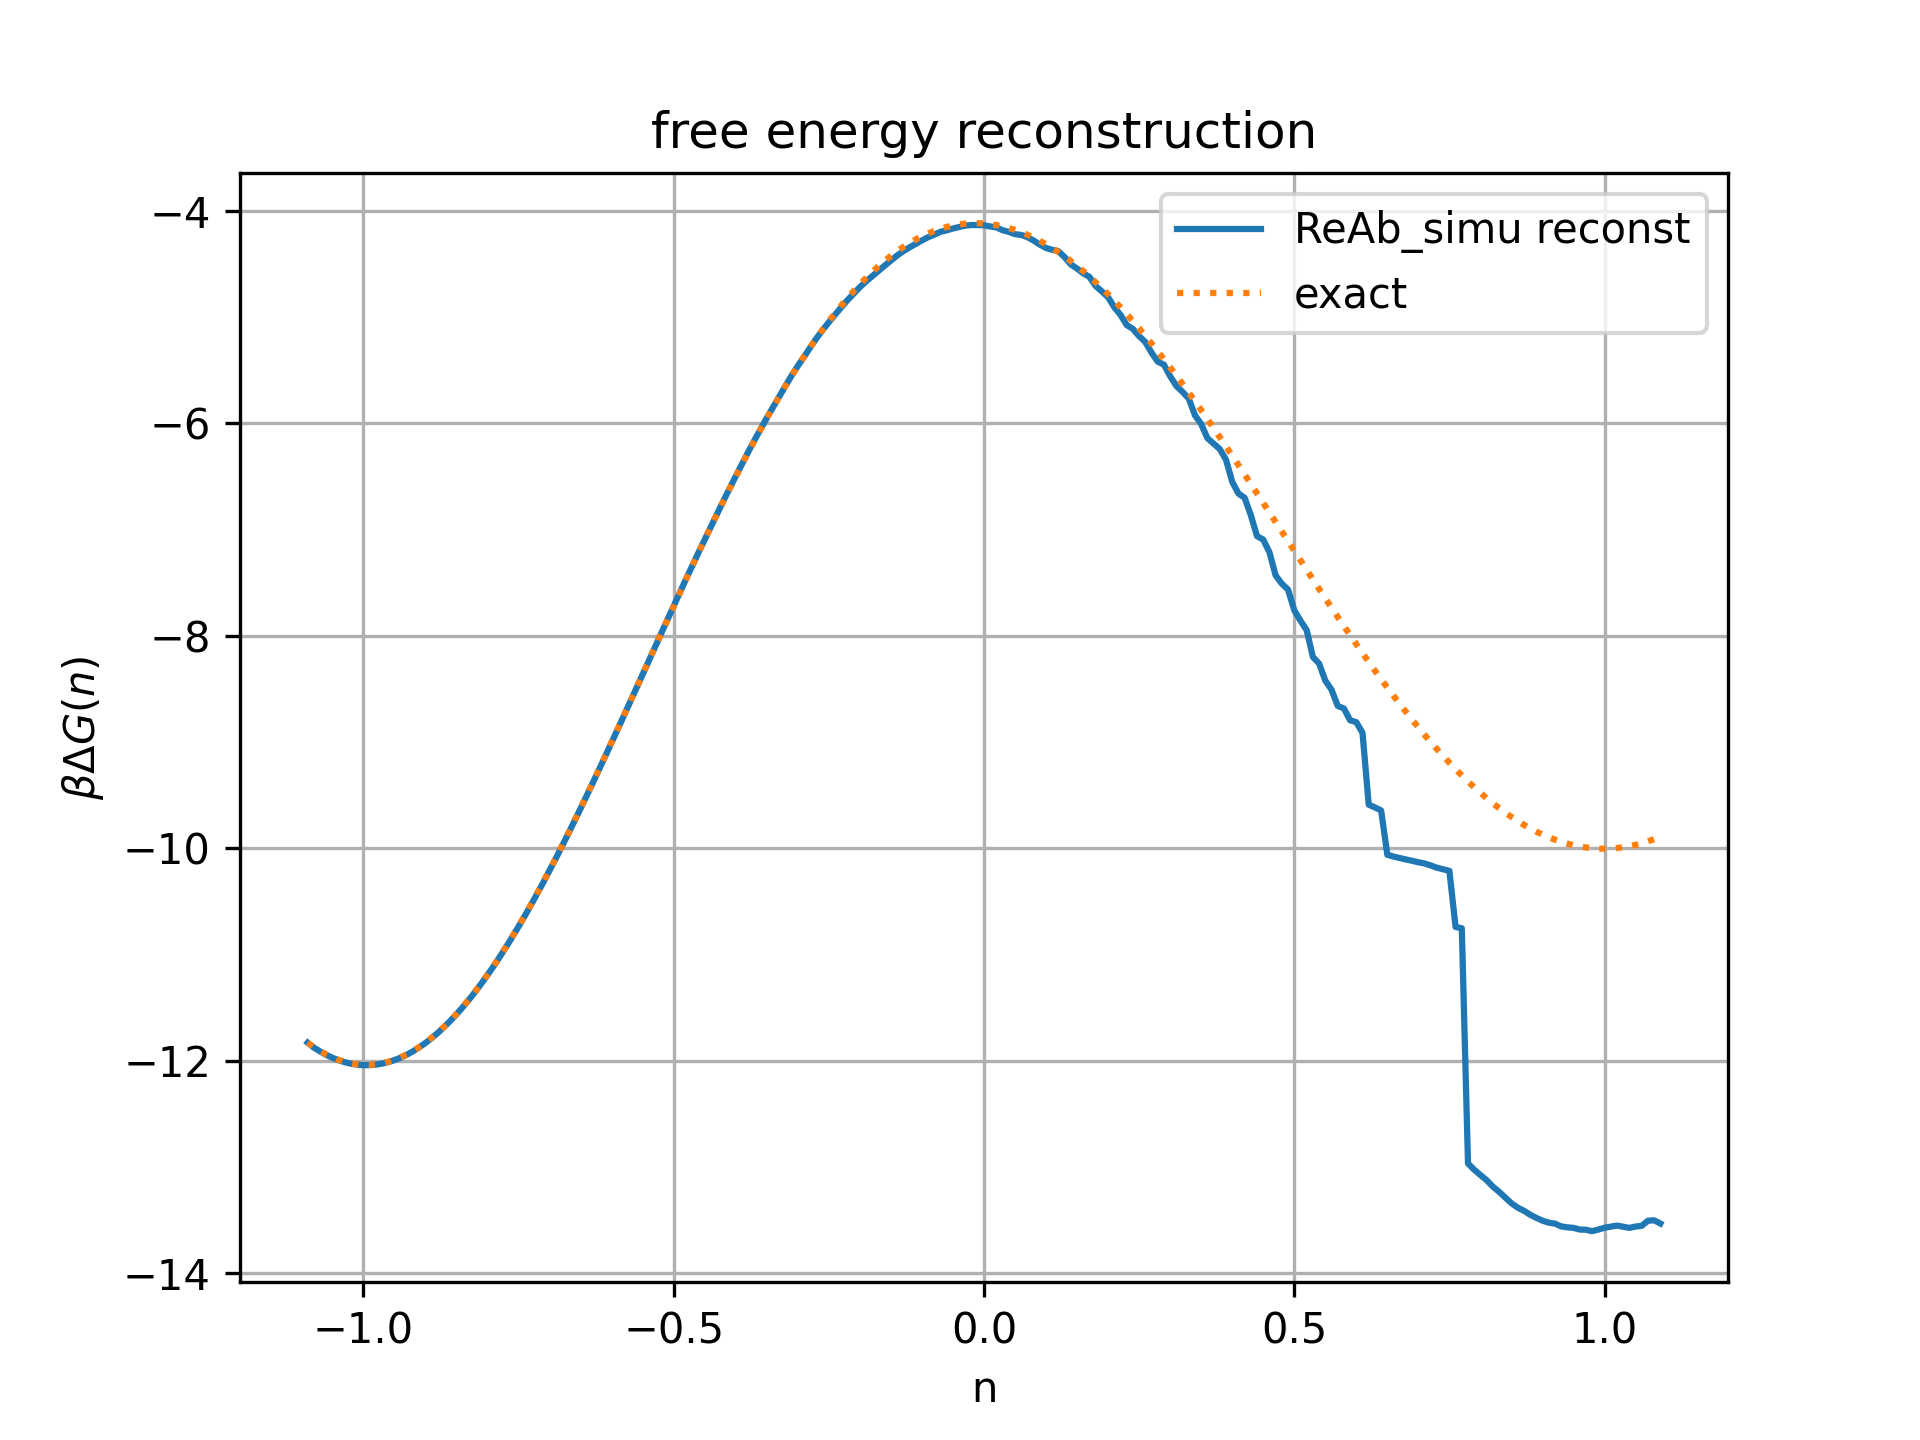 free energy reconstruction
ReAb_simu reconst
exact
βΔG(n)
−4
−6
−8
−10
−12
−14
−1.0 −0.5 0.0 0.5 1.0
n